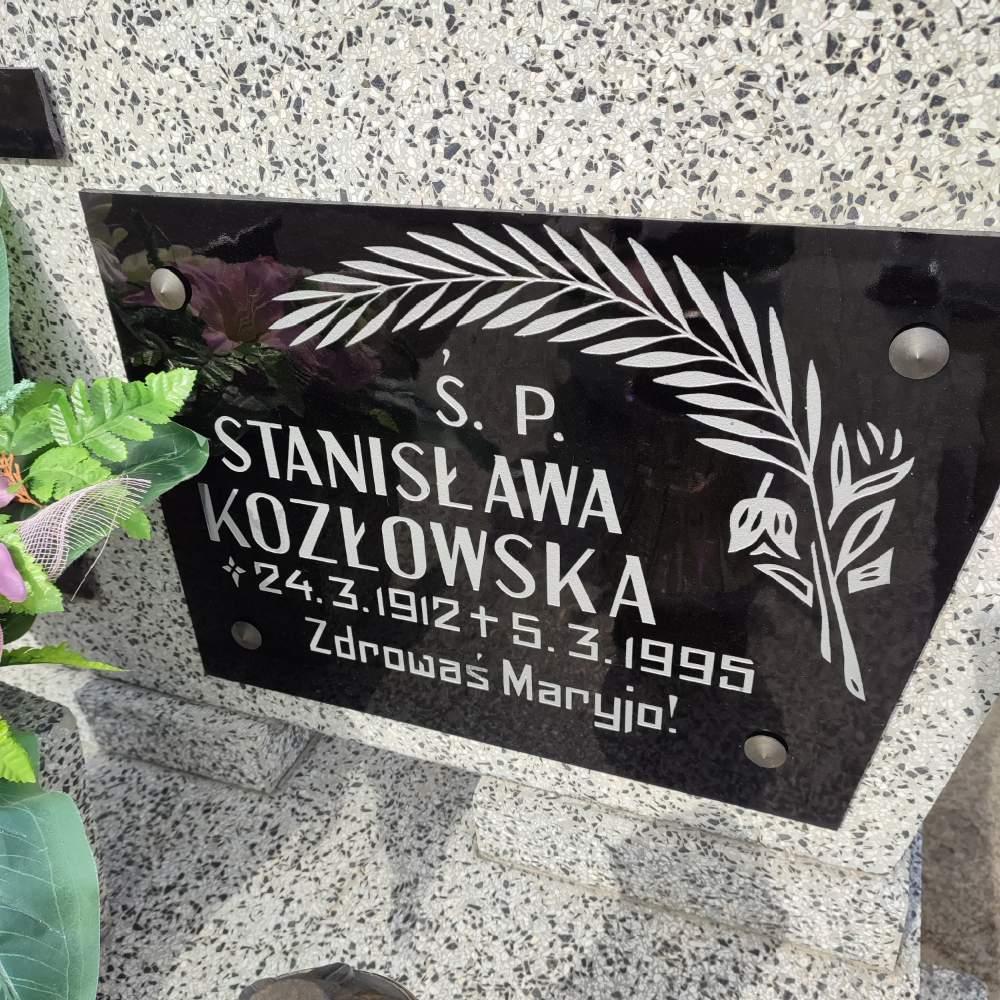 Ś. P.
STANISŁAWA
KOZŁOWSKA
* 24.3.1912 + 5.3.1995
Zdrowaś Maryjo!